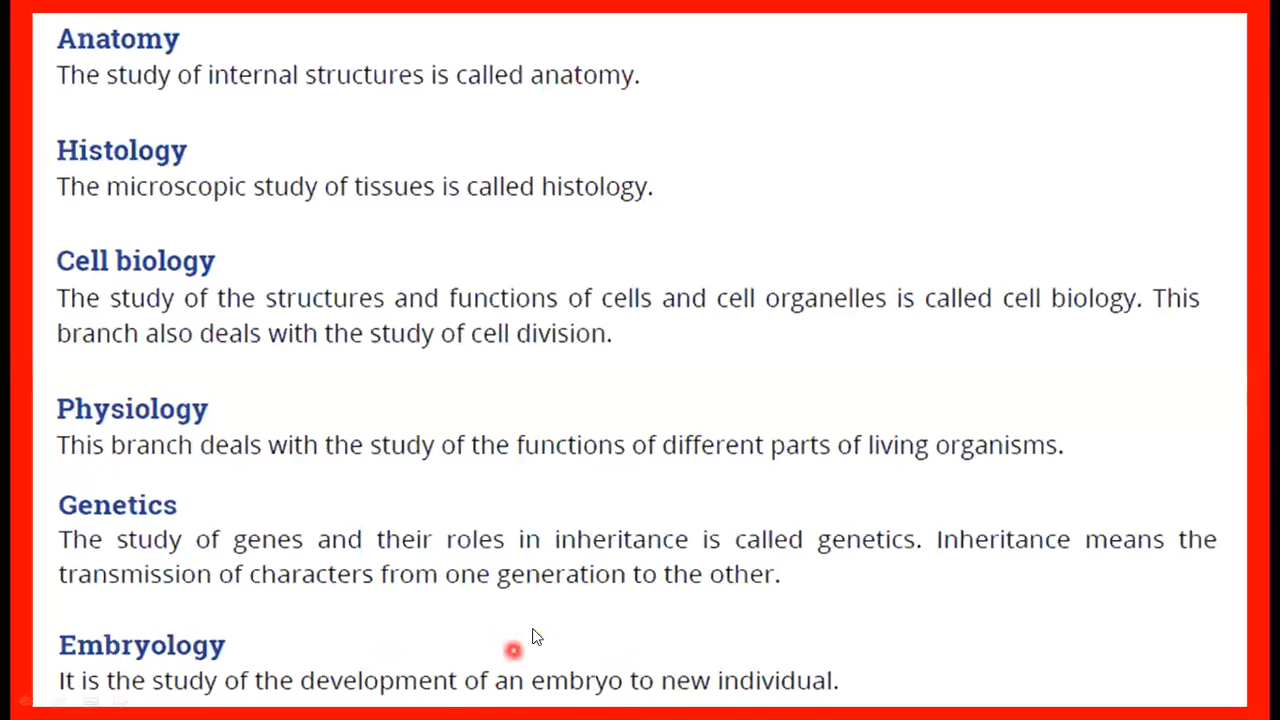 Anatomy
The study of internal structures is called anatomy.
Histology
The microscopic study of tissues is called histology.
Cell biology
The study of the structures and functions of cells and cell organelles is called cell biology. This
branch also deals with the study of cell division.
Physiology
This branch deals with the study of the functions of different parts of living organisms.
Genetics
The study of genes and their roles in inheritance is called genetics. Inheritance means the
transmission of characters from one generation to the other.
Embryology
It is the study of the development of an embryo to new individual.